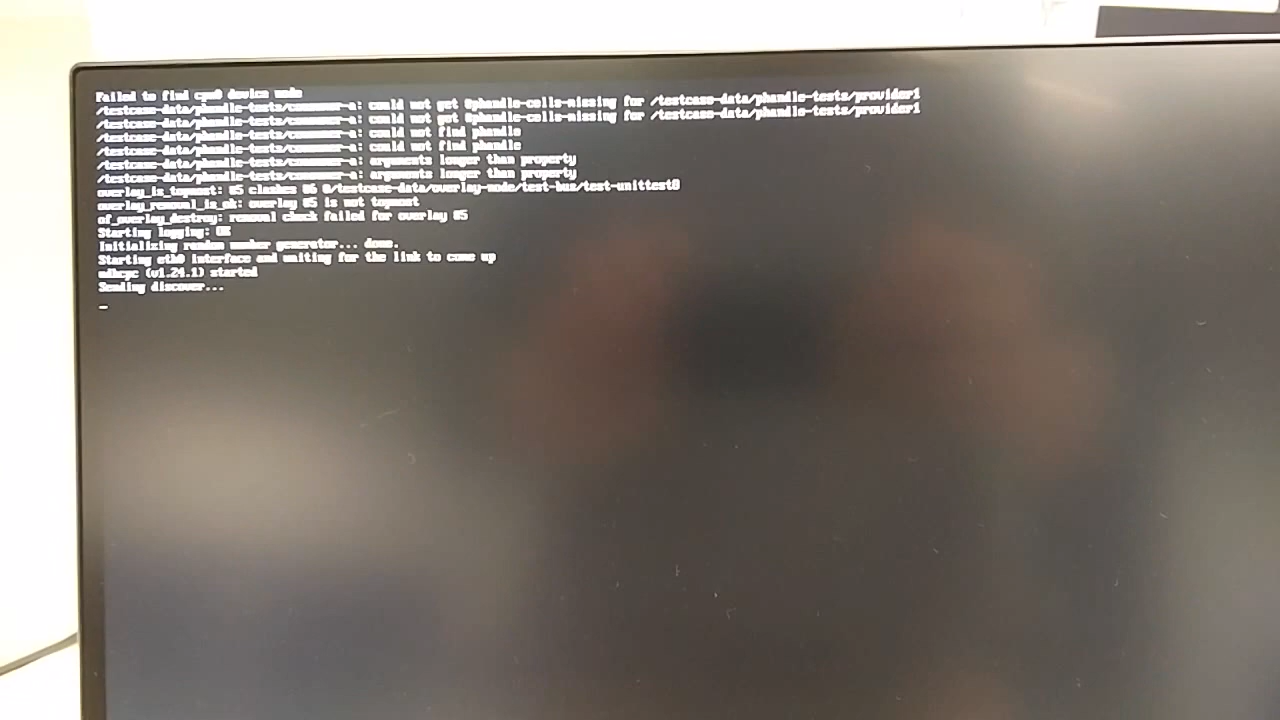 Failed to find cpu0 device node
/testcase-data/phandle-tests/consumer-a: could not get #phandle-cells-missing for /testcase-data/phandle-tests/provider1
/testcase-data/phandle-tests/consumer-a: could not get #phandle-cells-missing for /testcase-data/phandle-tests/provider1
/testcase-data/phandle-tests/consumer-a: could not find phandle
/testcase-data/phandle-tests/consumer-a: could not find phandle
/testcase-data/phandle-tests/consumer-a: arguments longer than property
/testcase-data/phandle-tests/consumer-a: arguments longer than property
overlay_is_topmost: #5 clashes #6 @/testcase-data/overlay-node/test-bus/test-unittest8
overlay_removal_is_ok: overlay #5 is not topmost
of_overlay_destroy: removal check failed for overlay #5
Starting logging: OK
Initializing random number generator... done.
Starting eth0 interface and waiting for the link to come up
udhcpc (v1.24.1) started
Sending discover...
_